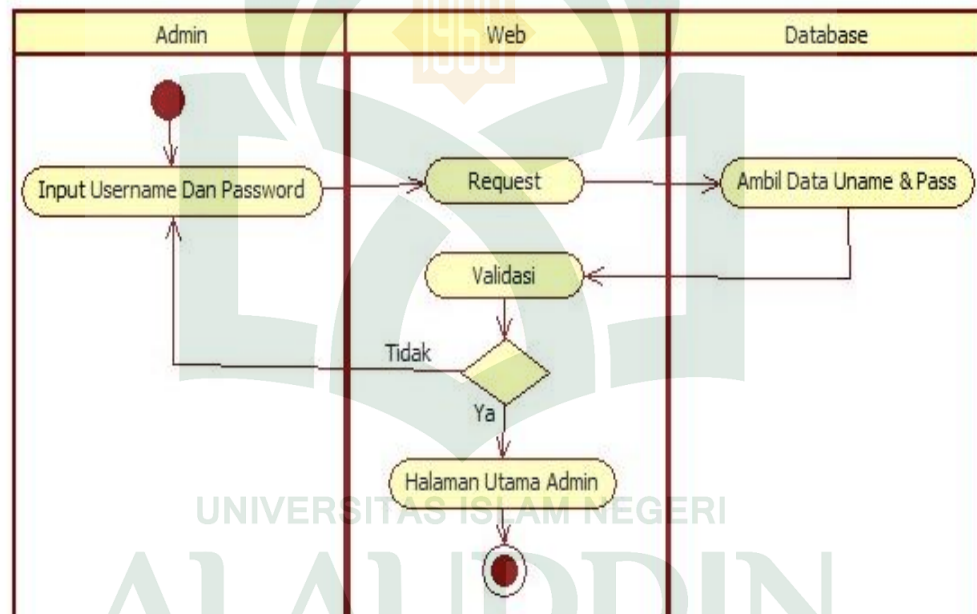 Admin
Web
Database
1965
Input Username Dan Password
Request
Ambil Data Uname & Pass
Validasi
Tidak
Ya
Halaman Utama Admin
UNIVERSITAS ISLAM NEGERI
ALAUDDIN